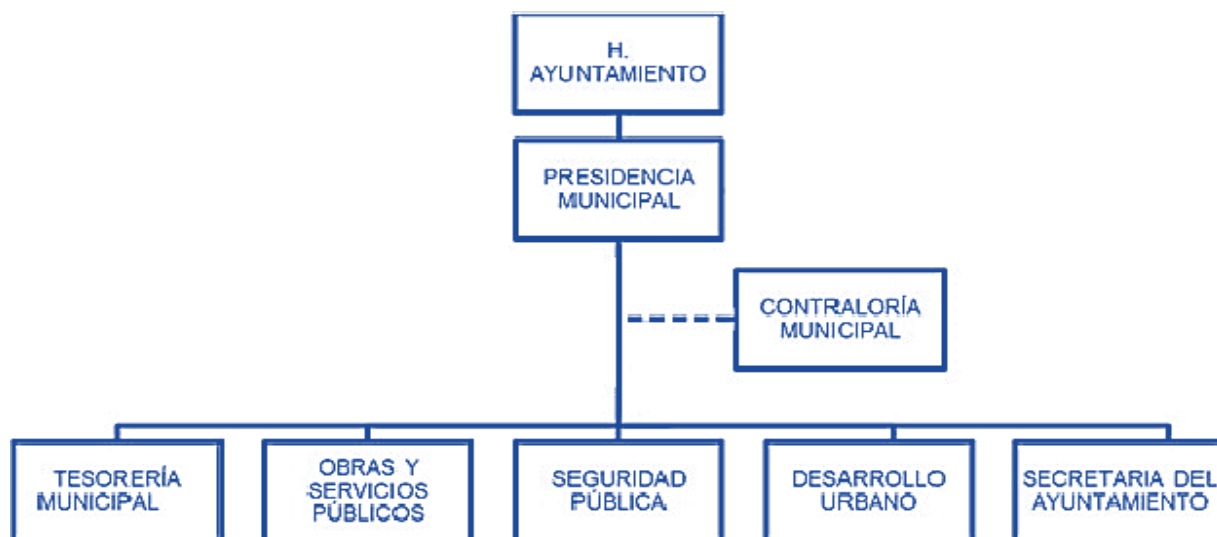 H.
AYUNTAMIENTO
PRESIDENCIA
MUNICIPAL
CONTRALORÍA
MUNICIPAL
TESORERÍA
MUNICIPAL
OBRAS Y
SERVICIOS
PÚBLICOS
SEGURIDAD
PÚBLICA
DESARROLLO
URBANO
SECRETARIA DEL
AYUNTAMIENTO